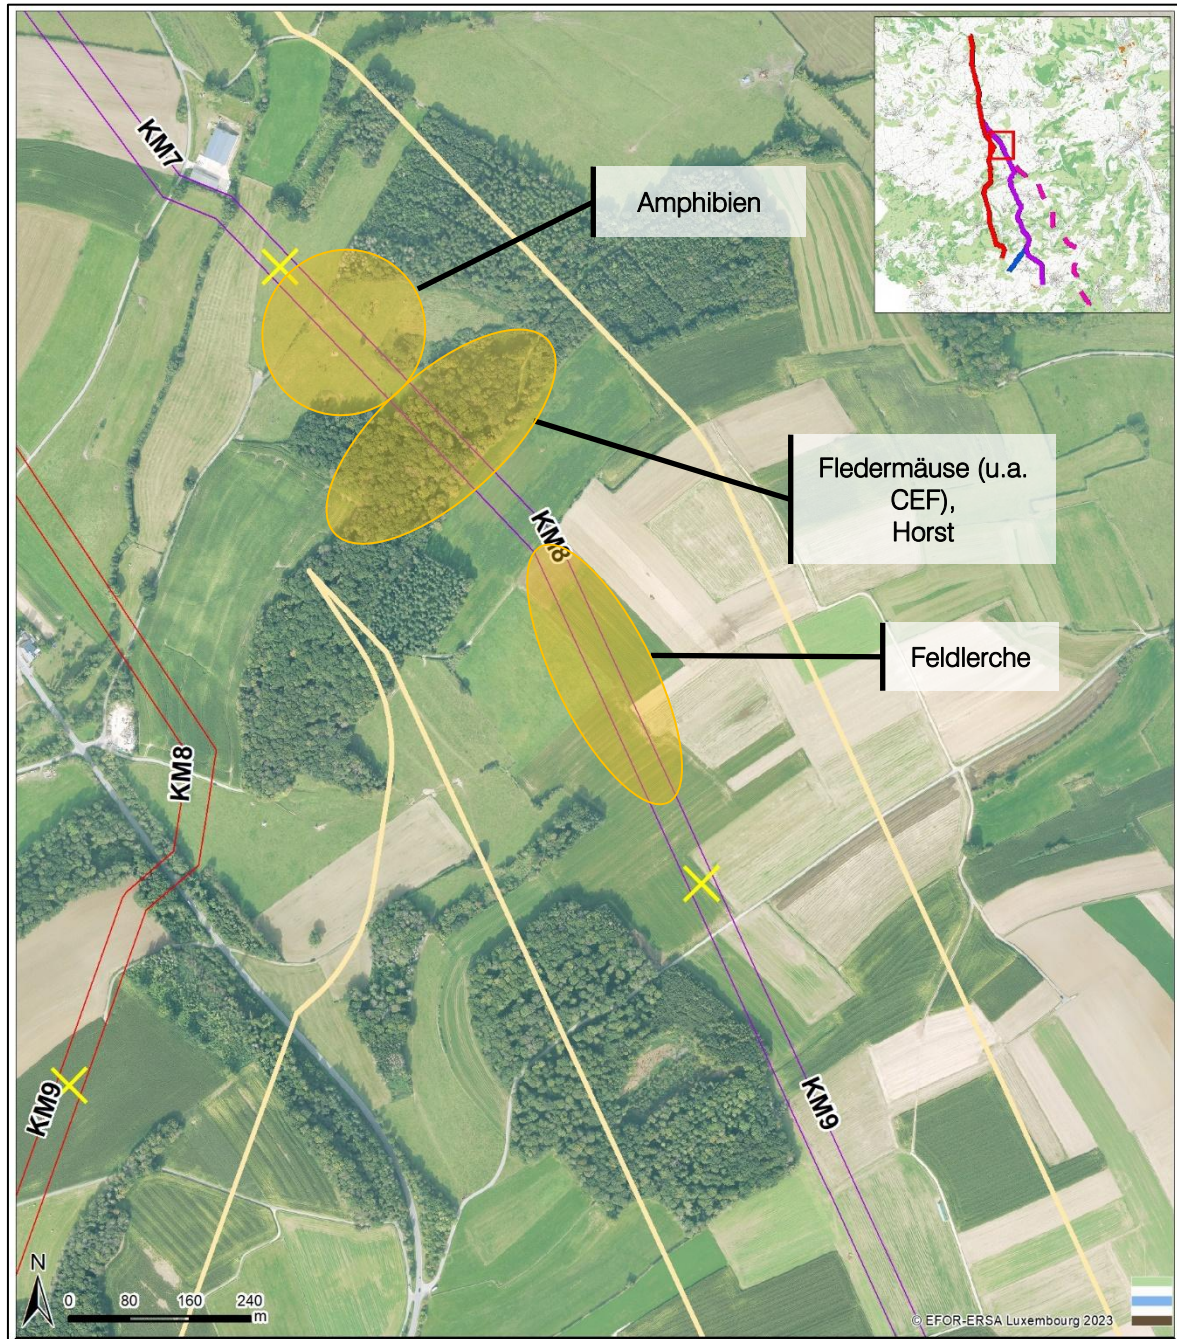 KM7
Amphibien
Fledermäuse (u.a.
CEF),
Horst
KM8
Feldlerche
KM8
KM9
KM9
N
0 80 160 240
m
© EFOR-ERSA Luxembourg 2023